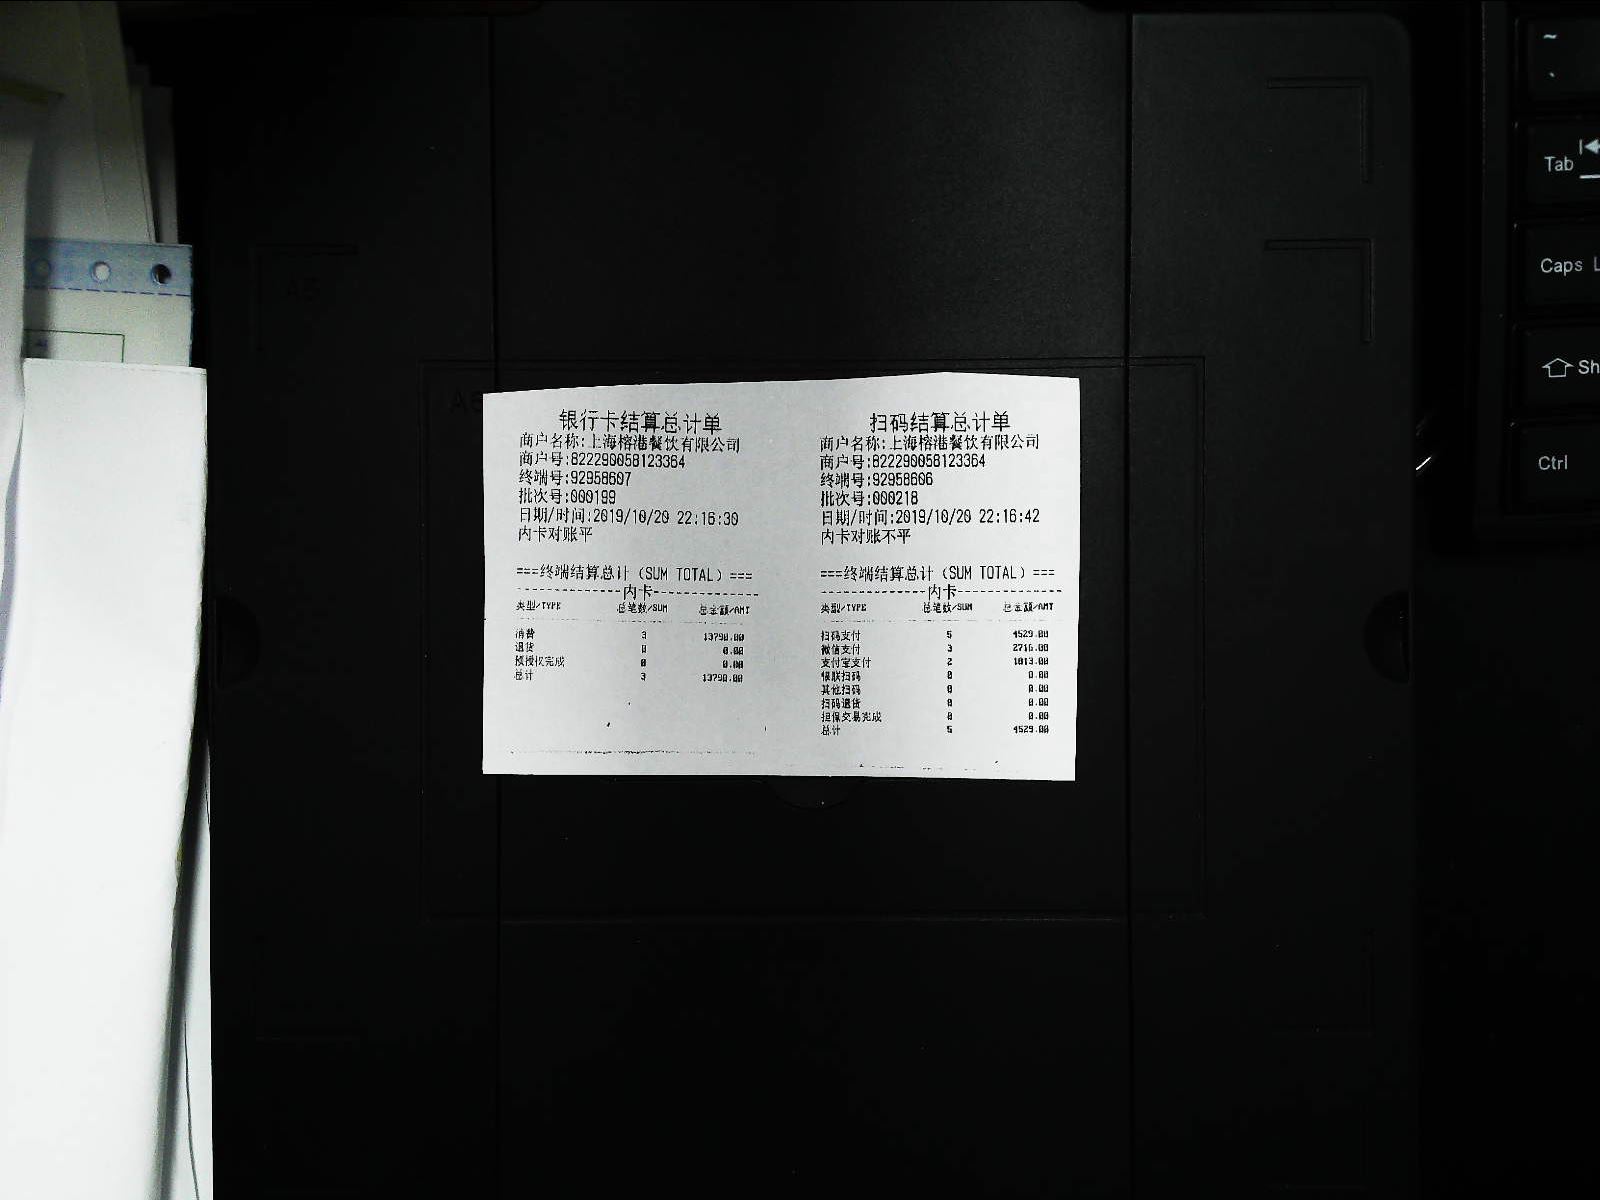 银行卡结算总计单
商户名称:上海榕港餐饮有限公司
商户号:822290058123364
终端号:92958607
批次号:000199
日期/时间:2019/10/20 22:16:30
内卡对账平
===终端结算总计（SUM TOTAL）===
内卡
类型/TYPE 总笔数/SUM 总金额/AMT
消费 3 13790.00
退货 0 0.00
预授权完成 0 0.00
总计 3 13790.00
扫码结算总计单
商户名称:上海榕港餐饮有限公司
商户号:822290058123364
终端号:92958606
批次号:000218
日期/时间:2019/10/20 22:16:42
内卡对账不平
===终端结算总计（SUM TOTAL）===
内卡
类型/TYPE 总笔数/SUM 总金额/AMT
扫码支付 5 4529.00
微信支付 3 2716.00
支付宝支付 2 1813.00
银联扫码 0 0.00
其他扫码 0 0.00
扫码退货 0 0.00
担保交易完成 0 0.00
总计 5 4529.00
~
Tab
Caps L
Sh
Ctrl
A5